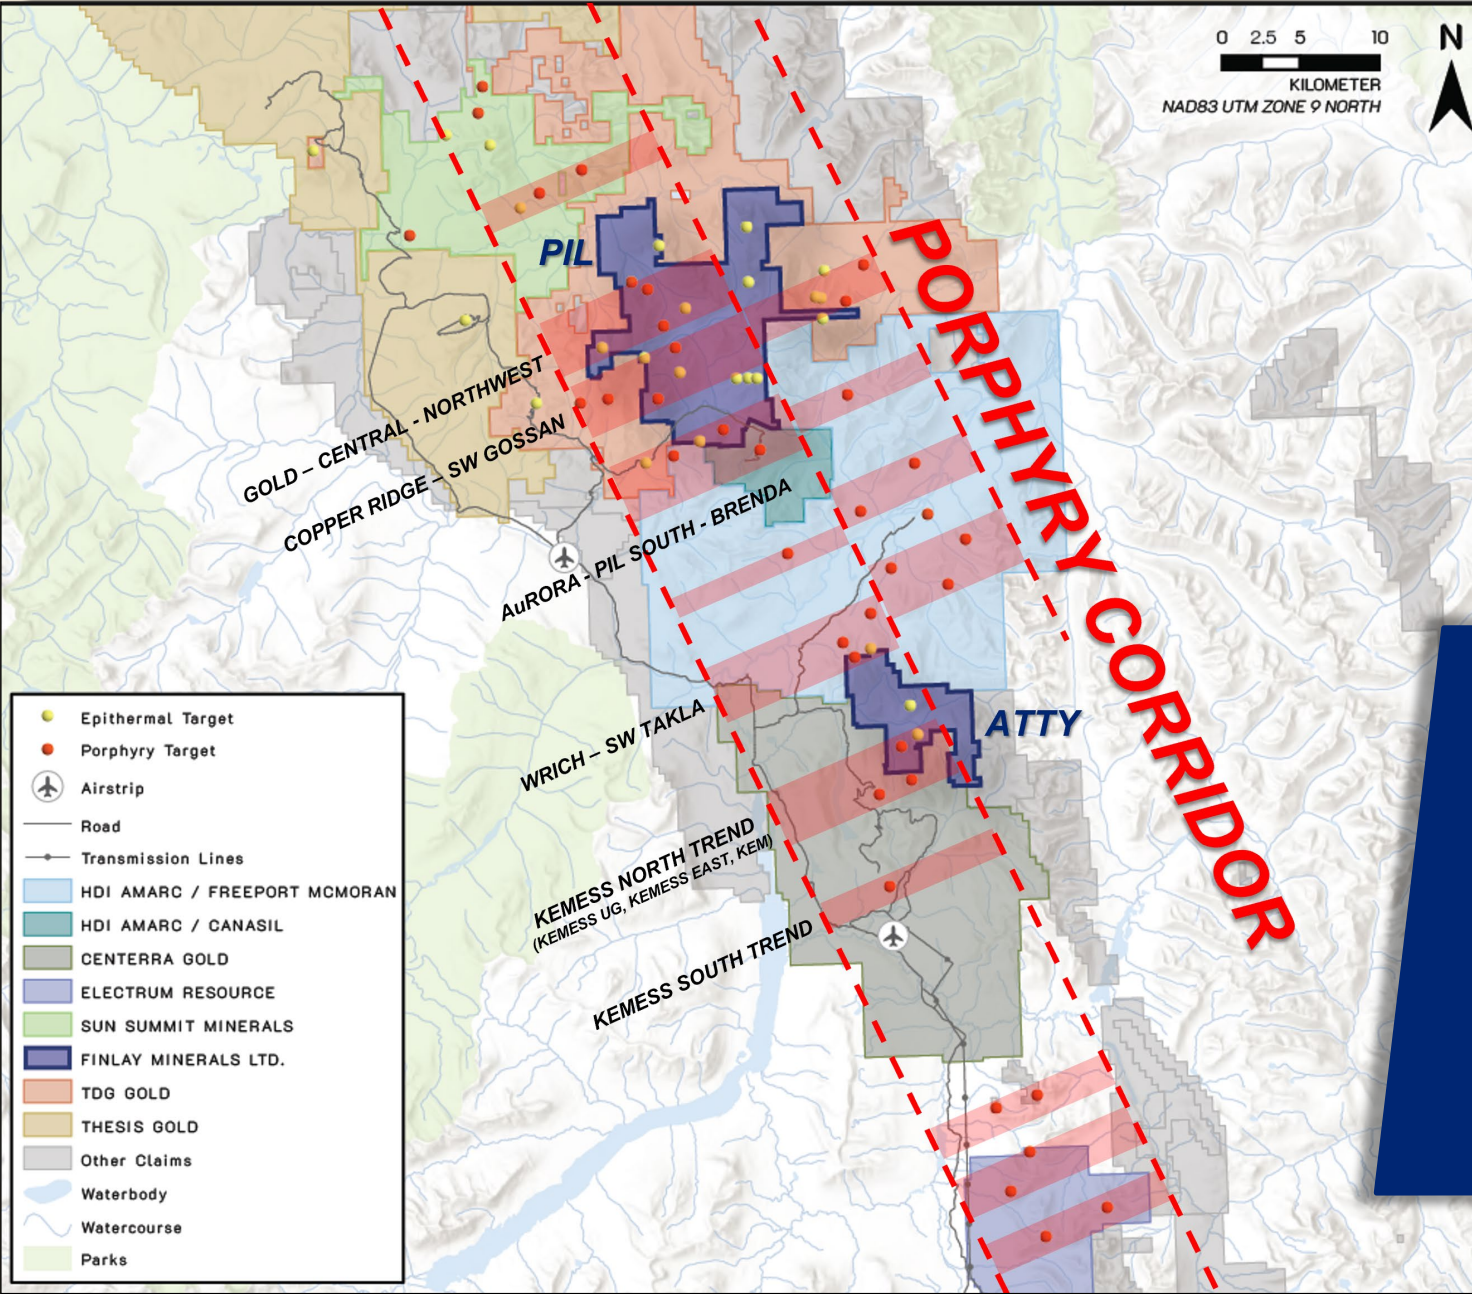 0 2.5 5 10
KILOMETER
NAD83 UTM ZONE 9 NORTH
N
PIL
PORPHYRY CORRIDOR
GOLD – CENTRAL - NORTHWEST
COPPER RIDGE – SW GOSSAN
AuRORA - PIL SOUTH - BRENDA
WRICH – SW TAKLA
ATTY
KEMESS NORTH TREND
(KEMESS UG, KEMESS EAST, KEM)
KEMESS SOUTH TREND
Epithermal Target
Porphyry Target
Airstrip
Road
Transmission Lines
HDI AMARC / FREEPORT MCMORAN
HDI AMARC / CANASIL
CENTERRA GOLD
ELECTRUM RESOURCE
SUN SUMMIT MINERALS
FINLAY MINERALS LTD.
TDG GOLD
THESIS GOLD
Other Claims
Waterbody
Watercourse
Parks